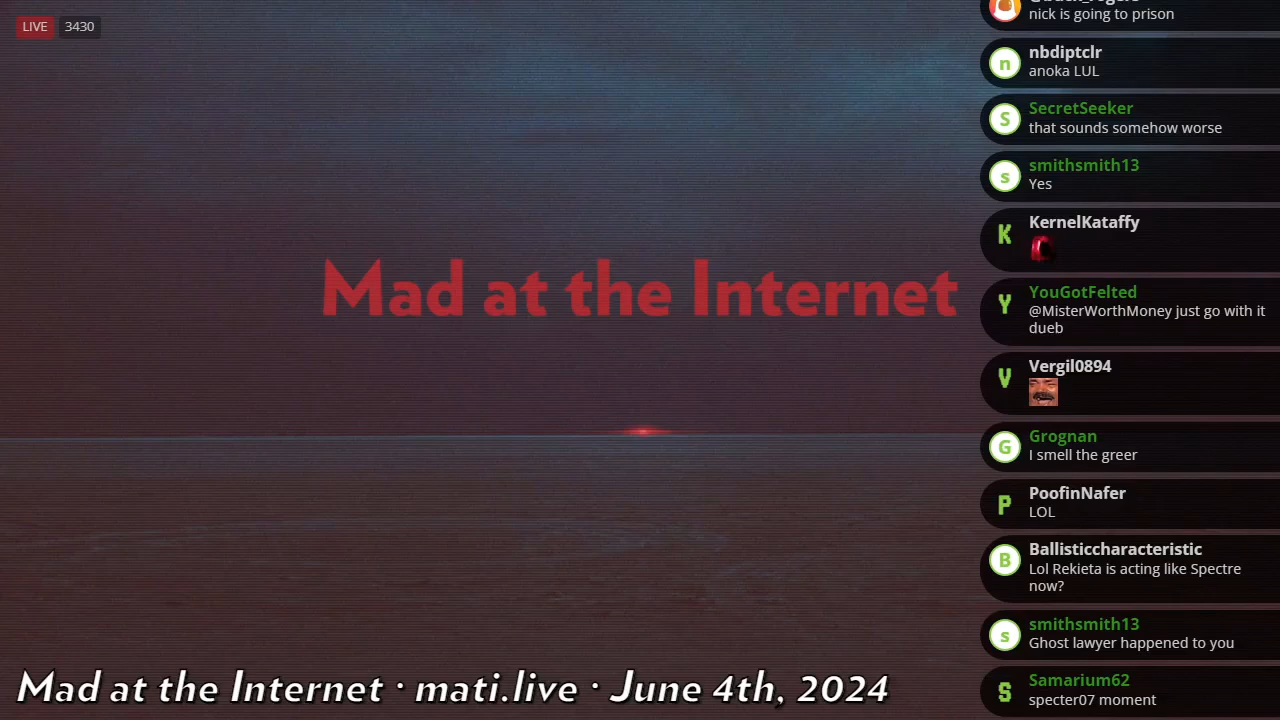 LIVE 3430
Mad at the Internet
nick is going to prison
n
nbdiptclr
anoka LUL
S
SecretSeeker
that sounds somehow worse
s
smithsmith13
Yes
K
KernelKataffy
Y
YouGotFelted
@MisterWorthMoney just go with it
dueb
V
Vergil0894
G
Grognan
I smell the greer
P
PoofinNafer
LOL
B
Ballisticcharacteristic
Lol Rekieta is acting like Spectre
now?
s
smithsmith13
Ghost lawyer happened to you
S
Samarium62
specter07 moment
Mad at the Internet · mati.live · June 4th, 2024